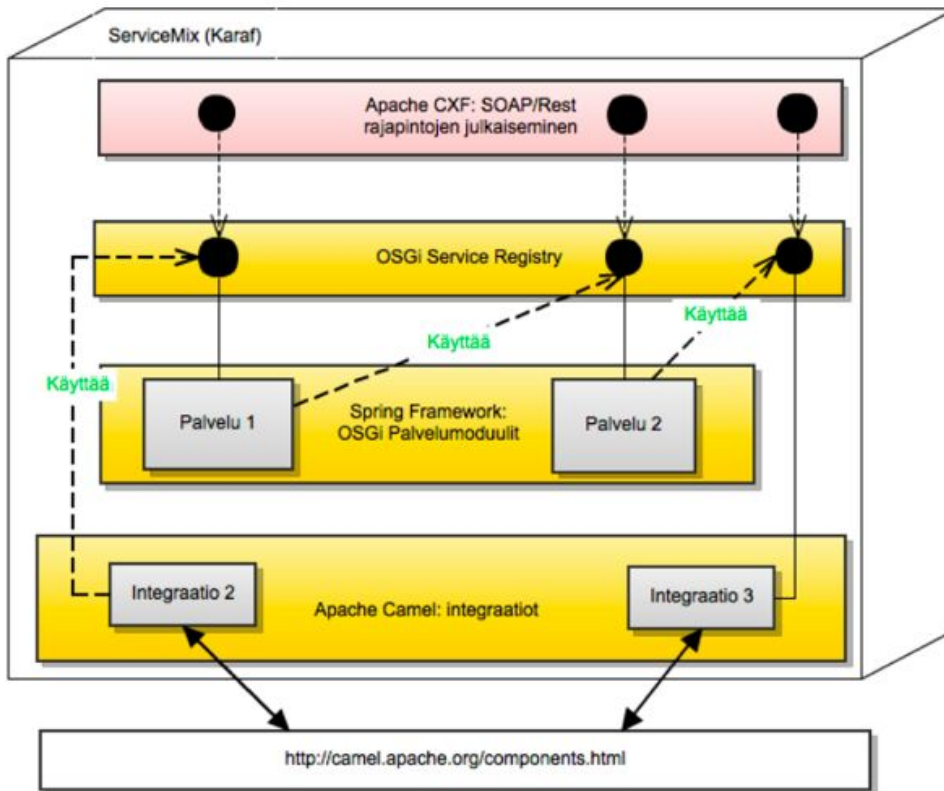 ServiceMix (Karaf)
Apache CXF: SOAP/Rest
rajapintojen julkaiseminen
OSGi Service Registry
Käyttää
Käyttää
Käyttää
Palvelu 1
Spring Framework:
OSGi Palvelumoduulit
Palvelu 2
Integraatio 2
Apache Camel: integraatiot
Integraatio 3
http://camel.apache.org/components.html